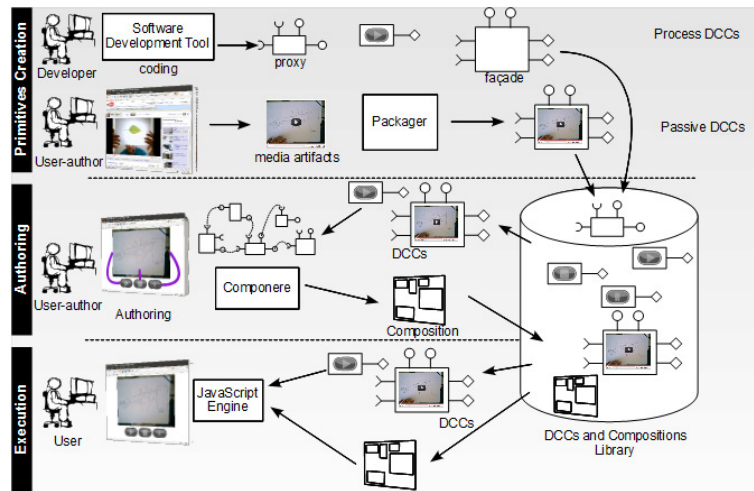 Primitives Creation
Developer
Software
Development Tool
coding
proxy
façade
Process DCCs
User-author
media artifacts
Packager
Passive DCCs
Authoring
User-author
Authoring
Componere
DCCs
Composition
Execution
User
JavaScript
Engine
DCCs
DCCs and Compositions
Library